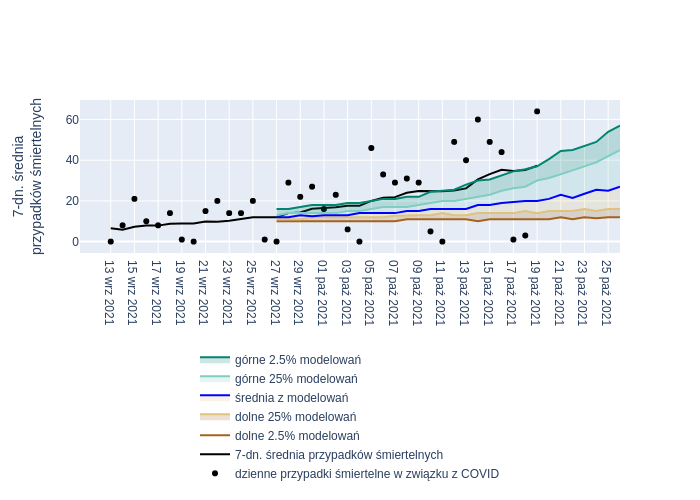 7-dn. średnia
przypadków śmiertelnych
60
40
20
0
13 wrz 2021
15 wrz 2021
17 wrz 2021
19 wrz 2021
21 wrz 2021
23 wrz 2021
25 wrz 2021
27 wrz 2021
29 wrz 2021
01 paź 2021
03 paź 2021
05 paź 2021
07 paź 2021
09 paź 2021
11 paź 2021
13 paź 2021
15 paź 2021
17 paź 2021
19 paź 2021
21 paź 2021
23 paź 2021
25 paź 2021
górne 2.5% modelowań
górne 25% modelowań
średnia z modelowań
dolne 25% modelowań
dolne 2.5% modelowań
7-dn. średnia przypadków śmiertelnych
dzienne przypadki śmiertelne w związku z COVID